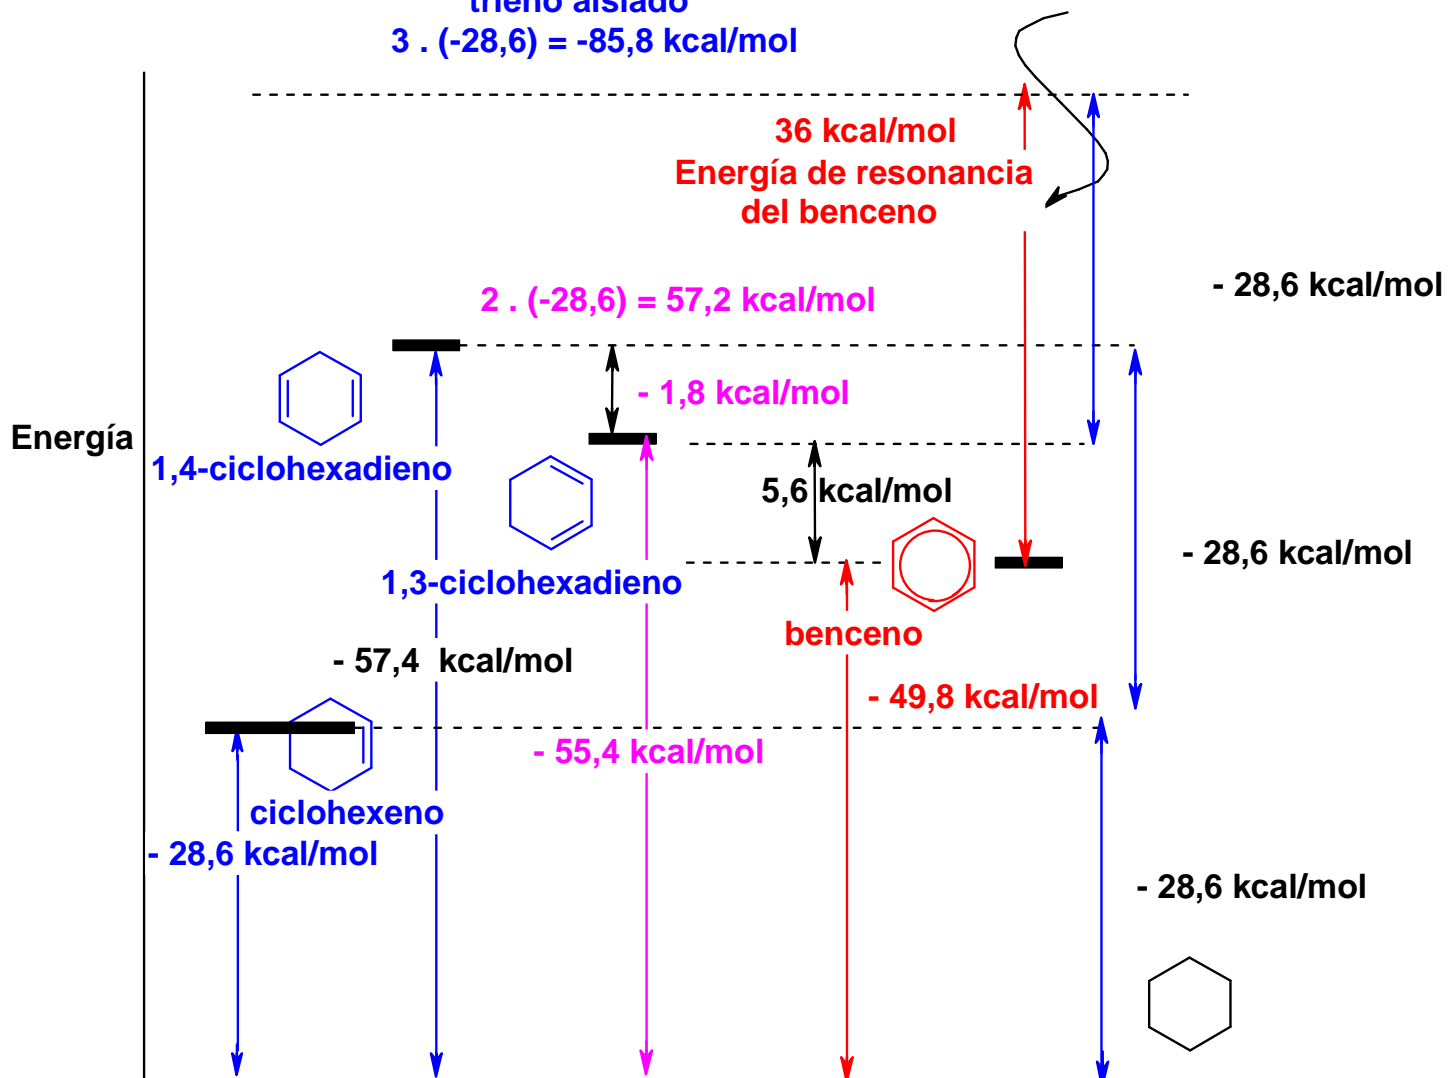 trieno aislado
3 . (-28,6) = -85,8 kcal/mol
36 kcal/mol
Energía de resonancia
del benceno
- 28,6 kcal/mol
2 . (-28,6) = 57,2 kcal/mol
- 1,8 kcal/mol
Energía
1,4-ciclohexadieno
5,6 kcal/mol
- 28,6 kcal/mol
1,3-ciclohexadieno
benceno
- 57,4 kcal/mol
- 49,8 kcal/mol
- 55,4 kcal/mol
ciclohexeno
- 28,6 kcal/mol
- 28,6 kcal/mol